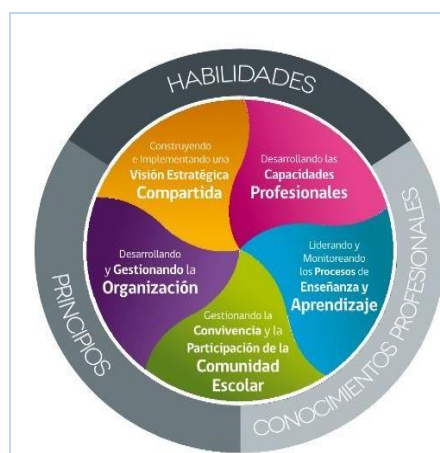 HABILIDADES
Construyendo
e Implementando una
Visión Estratégica
Compartida
Desarrollando las
Capacidades
Profesionales
Desarrollando
y Gestionando la
Organización
Liderando y
Monitoreando
los Procesos de
Enseñanza y
Aprendizaje
Gestionando la
Convivencia y la
Participación de la
Comunidad
Escolar
PRINCIPIOS
CONOCIMIENTOS PROFESIONALES